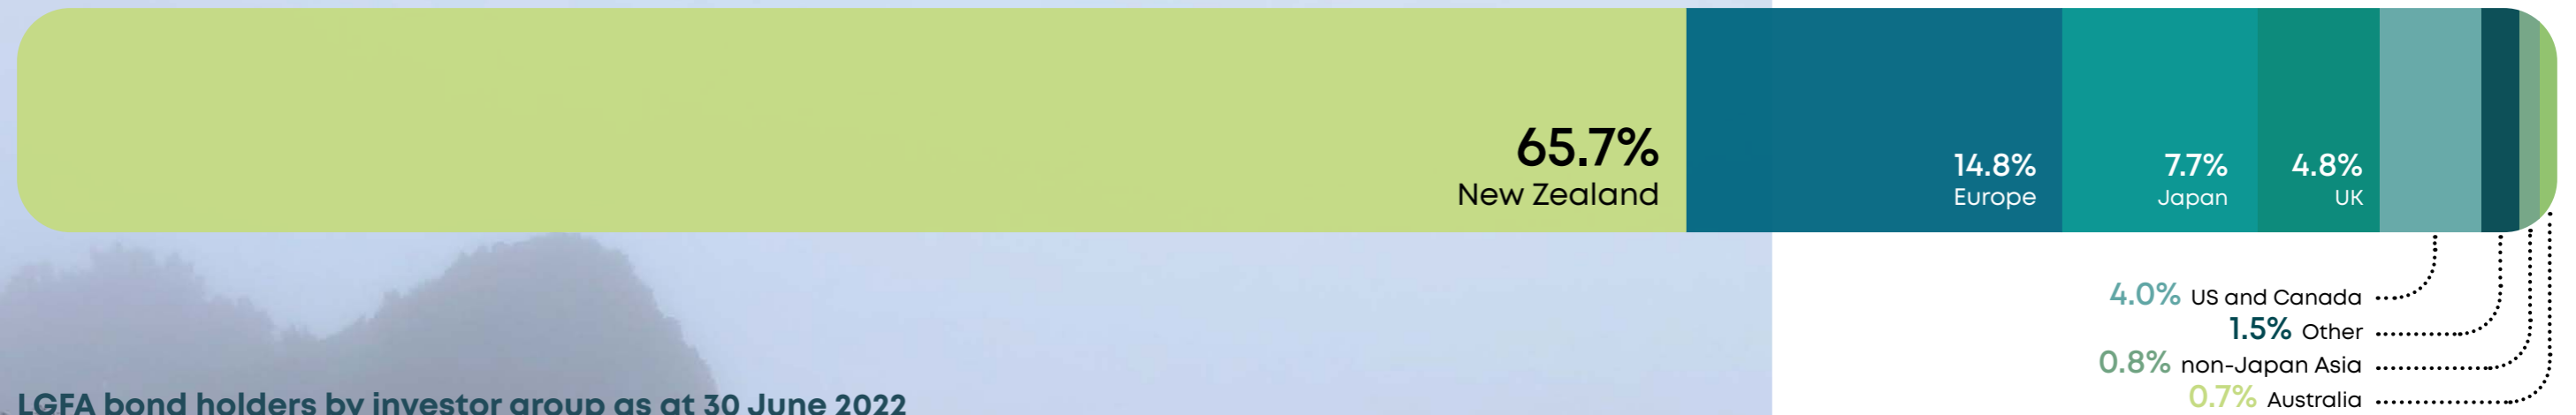 65.7%
New Zealand
14.8%
Europe
7.7%
Japan
4.8%
UK
4.0% US and Canada
1.5% Other
0.8% non-Japan Asia
0.7% Australia
LGFA bond holders by investor group as at 30 June 2022